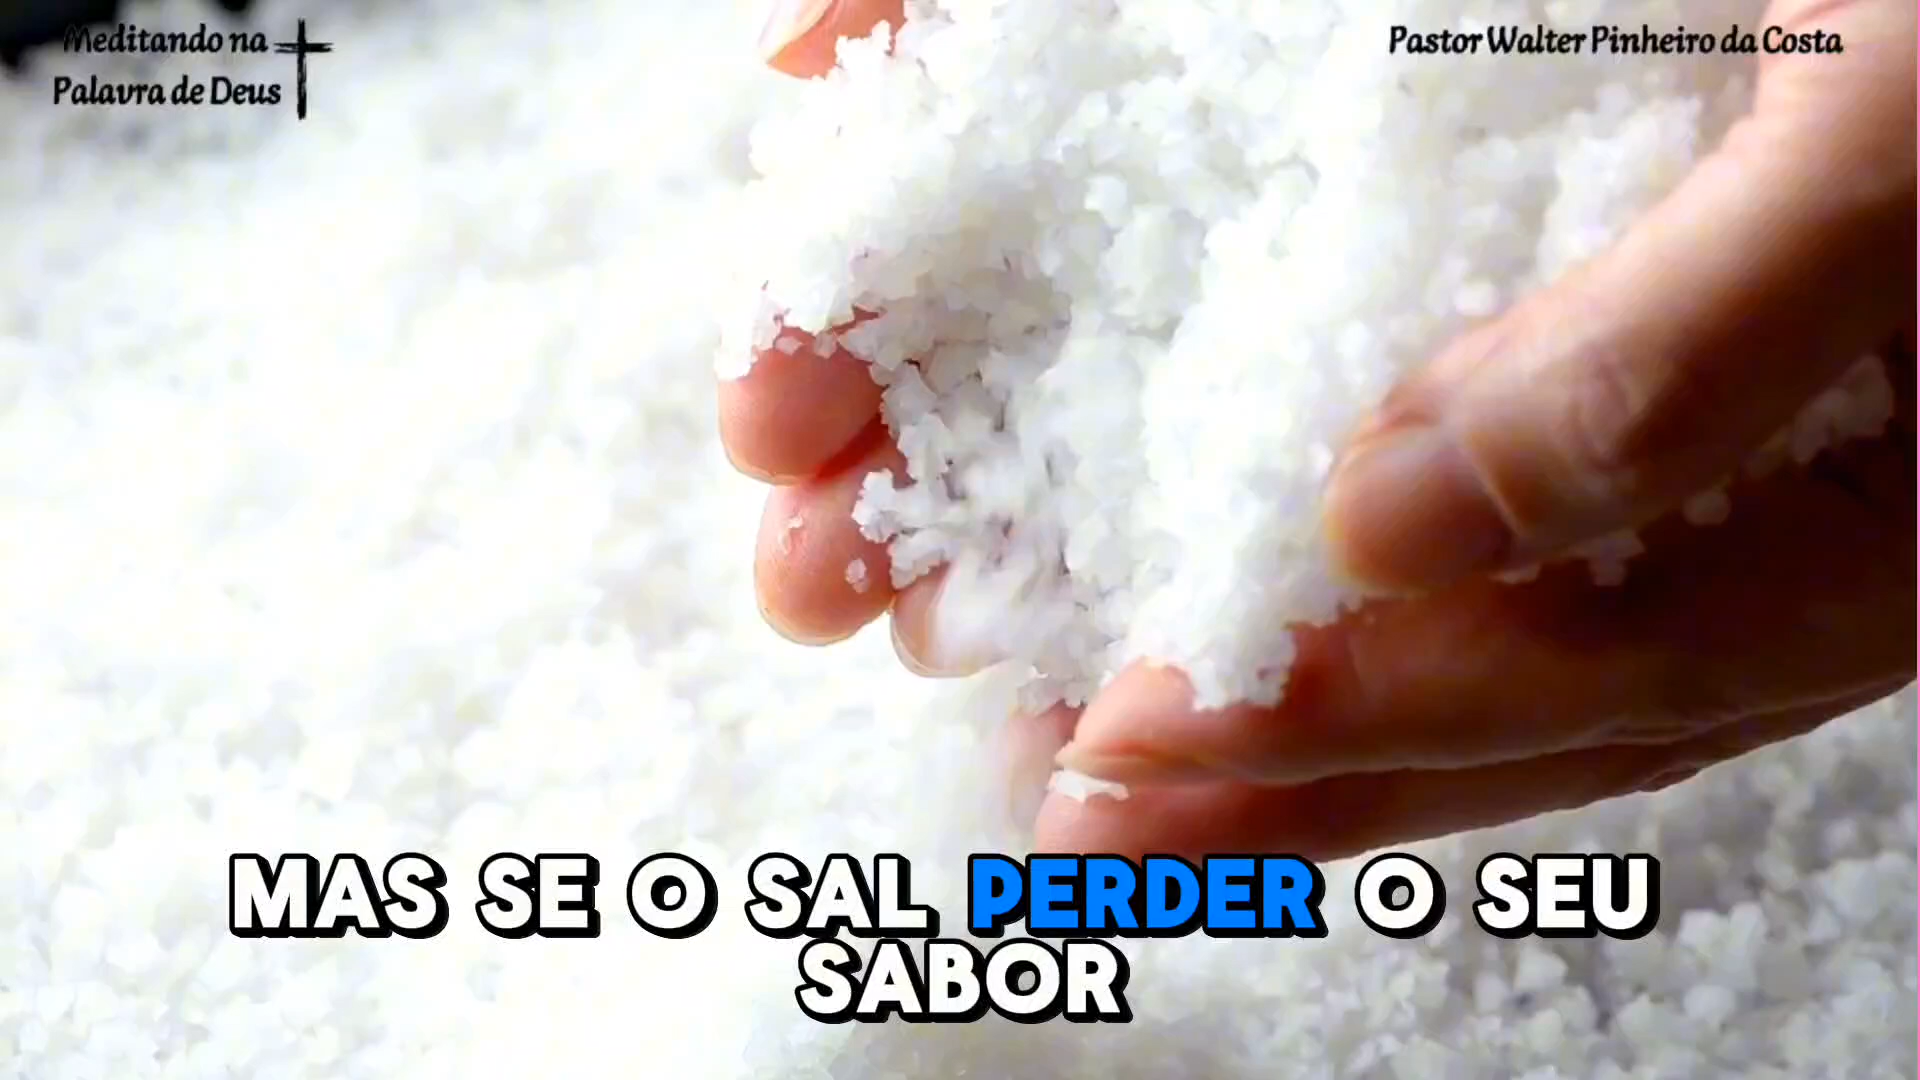 Meditando na
Palavra de Deus
Pastor Walter Pinheiro da Costa
MAS SE O SAL PERDER O SEU
SABOR